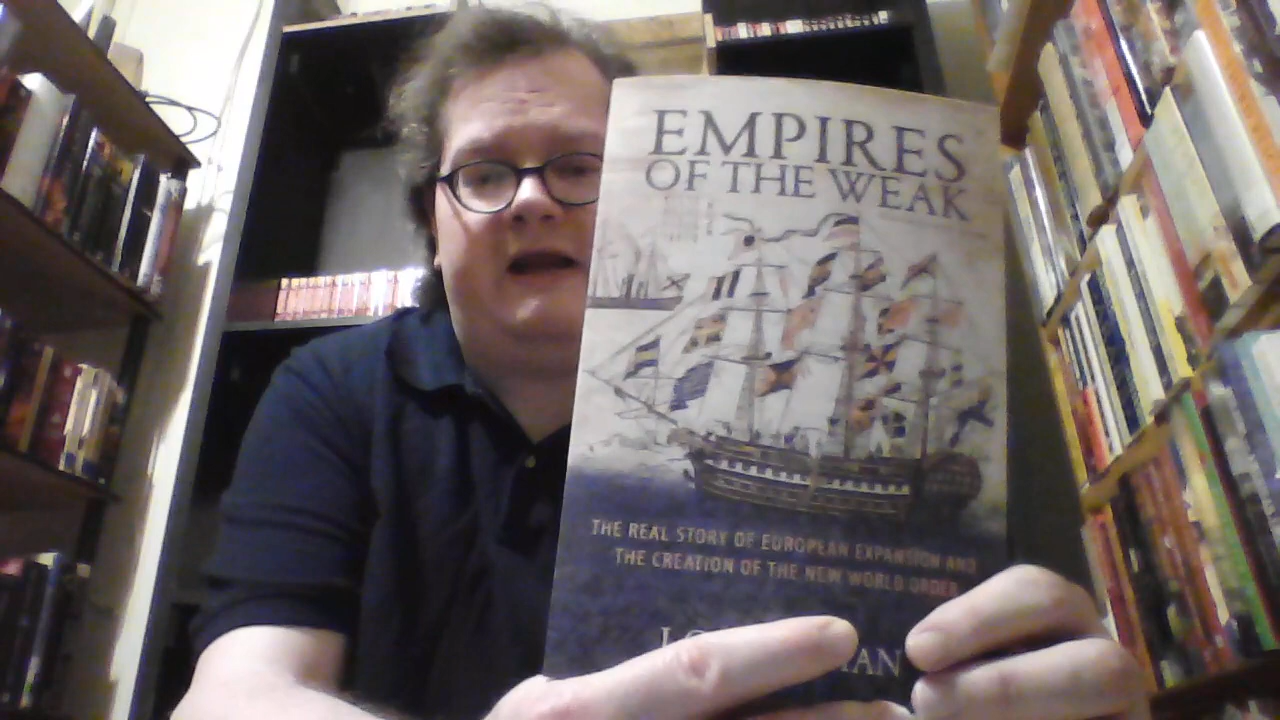 EMPIRES
OF THE WEAK
THE REAL STORY OF EUROPEAN EXPANSION AND
THE CREATION OF THE NEW WORLD ORDER